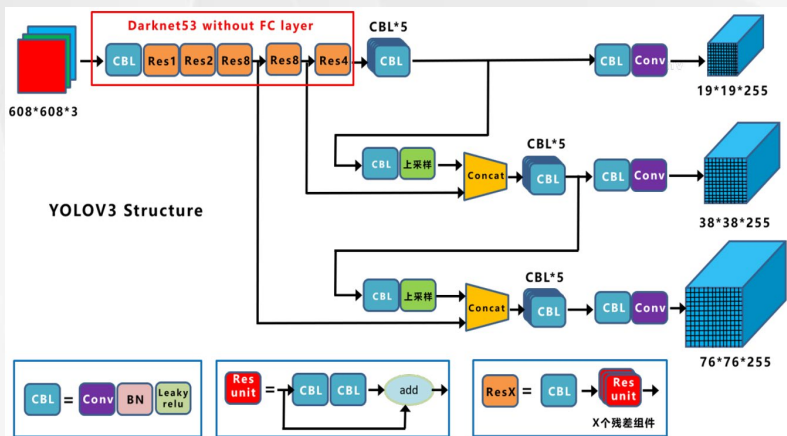 Darknet53 without FC layer
CBL*5
CBL Res1 Res2 Res8 Res8 Res4 CBL CBL Conv
608*608*3
19*19*255
CBL*5
CBL 上采样 Concat CBL CBL Conv
YOLOV3 Structure
38*38*255
CBL*5
CBL 上采样 Concat CBL CBL Conv
76*76*255
CBL = Conv BN Leaky relu
Res unit = CBL CBL add
ResX = CBL Res unit
X个残差组件